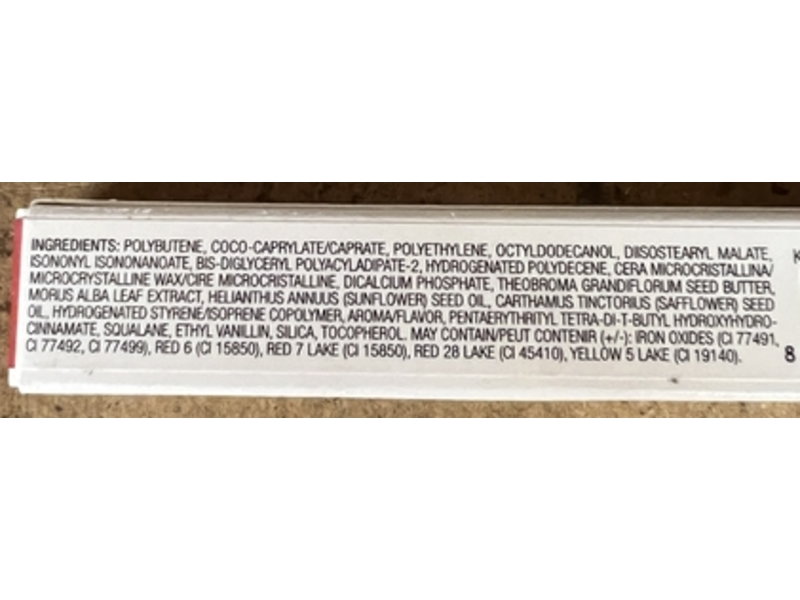 INGREDIENTS: POLYBUTENE, COCO-CAPRYLATE/CAPRATE, POLYETHYLENE, OCTYLDODECANOL, DIISOSTEARYL MALATE,
ISONONYL ISONONANOATE, BIS-DIGLYCERYL POLYACYLADIPATE-2, HYDROGENATED POLYDECENE, CERA MICROCRISTALLINA/
MICROCRYSTALLINE WAX/CIRE MICROCRISTALLINE, DICALCIUM PHOSPHATE, THEOBROMA GRANDIFLORUM SEED BUTTER,
MORUS ALBA LEAF EXTRACT, HELIANTHUS ANNUUS (SUNFLOWER) SEED OIL, CARTHAMUS TINCTORIUS (SAFFLOWER) SEED
OIL, HYDROGENATED STYRENE/ISOPRENE COPOLYMER, AROMA/FLAVOR, PENTAERYTHRITYL TETRA-DI-T-BUTYL HYDROXYHYDRO-
CINNAMATE, SQUALANE, ETHYL VANILLIN, SILICA, TOCOPHEROL. MAY CONTAIN/PEUT CONTENIR (+/-): IRON OXIDES (CI 77491,
CI 77492, CI 77499), RED 6 (CI 15850), RED 7 LAKE (CI 15850), RED 28 LAKE (CI 45410), YELLOW 5 LAKE (CI 19140).
K
8